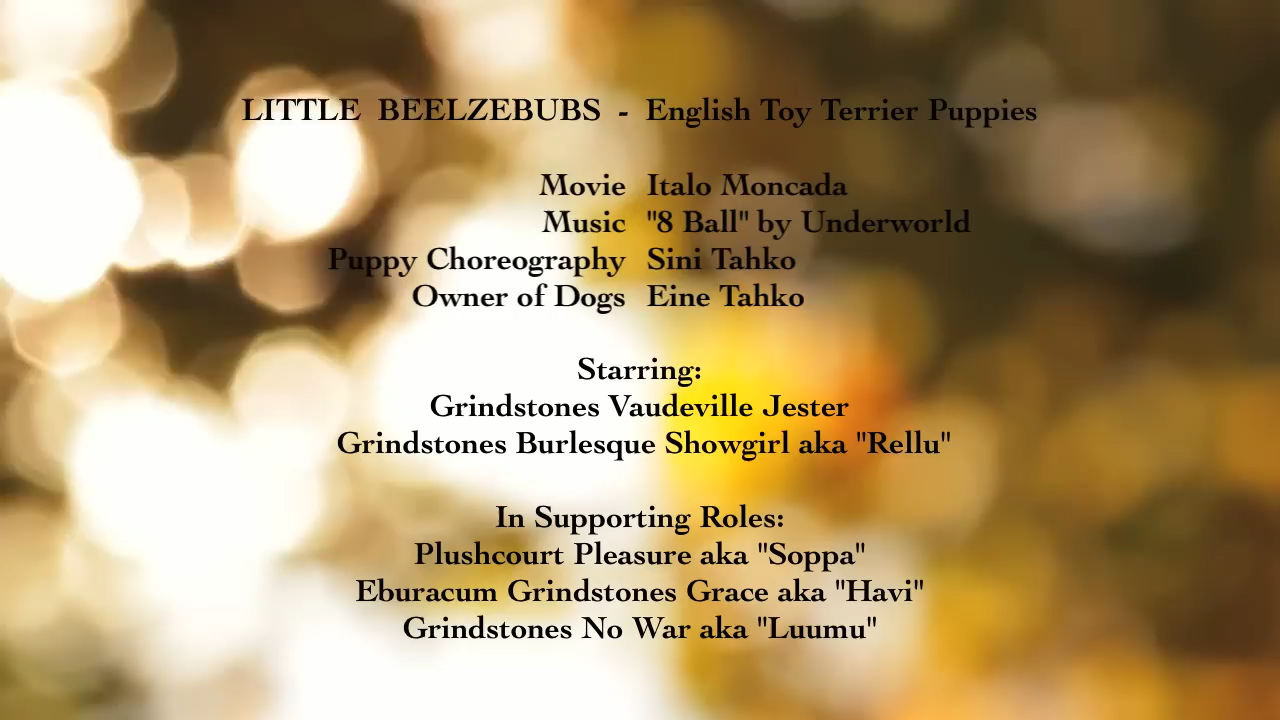 LITTLE BEELZEBUBS - English Toy Terrier Puppies
Movie Italo Moncada
Music "8 Ball" by Underworld
Puppy Choreography Sini Tahko
Owner of Dogs Eine Tahko
Starring:
Grindstones Vaudeville Jester
Grindstones Burlesque Showgirl aka "Rellu"
In Supporting Roles:
Plushcourt Pleasure aka "Soppa"
Eburacum Grindstones Grace aka "Havi"
Grindstones No War aka "Luumu"